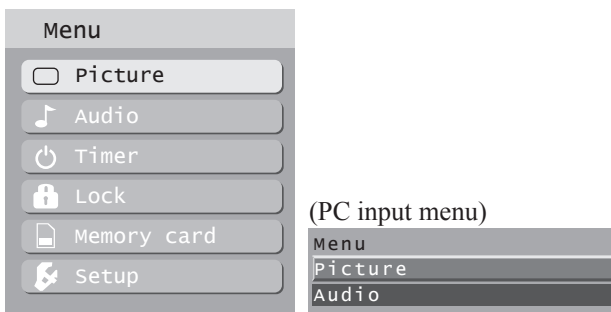 Menu
Picture
Audio
Timer
Lock
Memory card
Setup
(PC input menu)
Menu
Picture
Audio